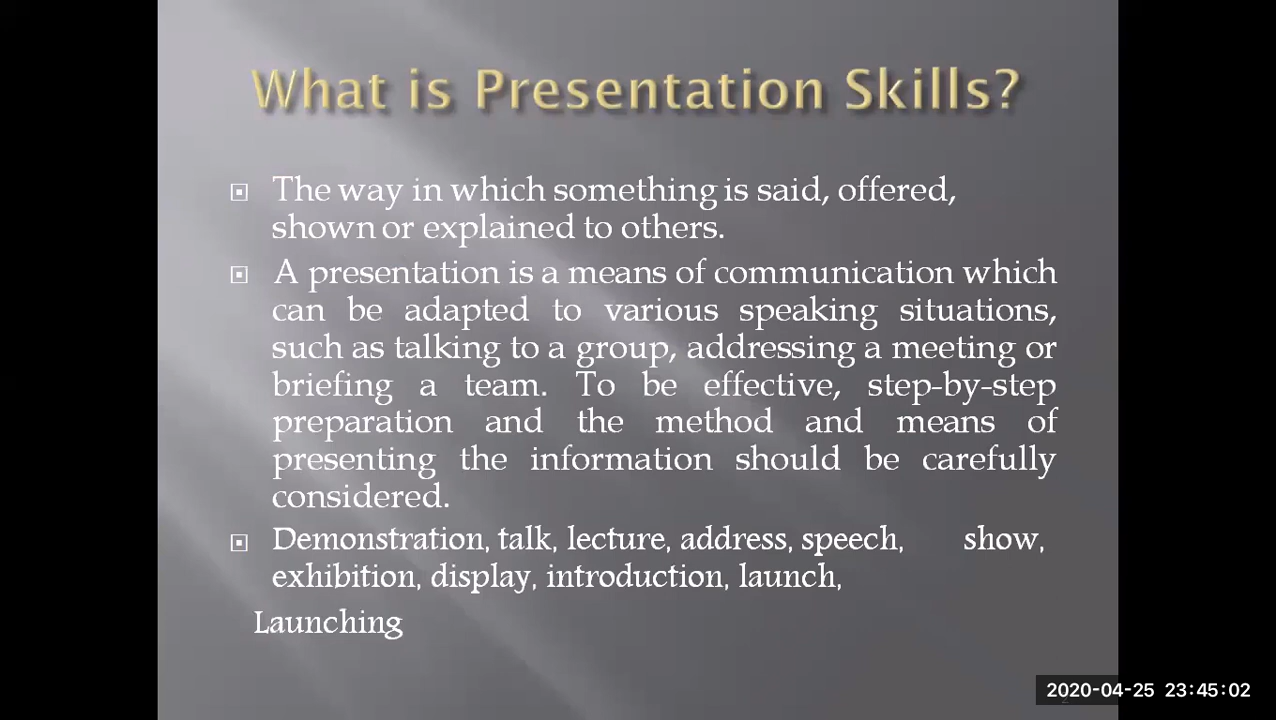 What is Presentation Skills?
The way in which something is said, offered,
shown or explained to others.
A presentation is a means of communication which
can be adapted to various speaking situations,
such as talking to a group, addressing a meeting or
briefing a team. To be effective, step-by-step
preparation and the method and means of
presenting the information should be carefully
considered.
Demonstration, talk, lecture, address, speech, show,
exhibition, display, introduction, launch,
Launching
2020-04-25 23:45:02